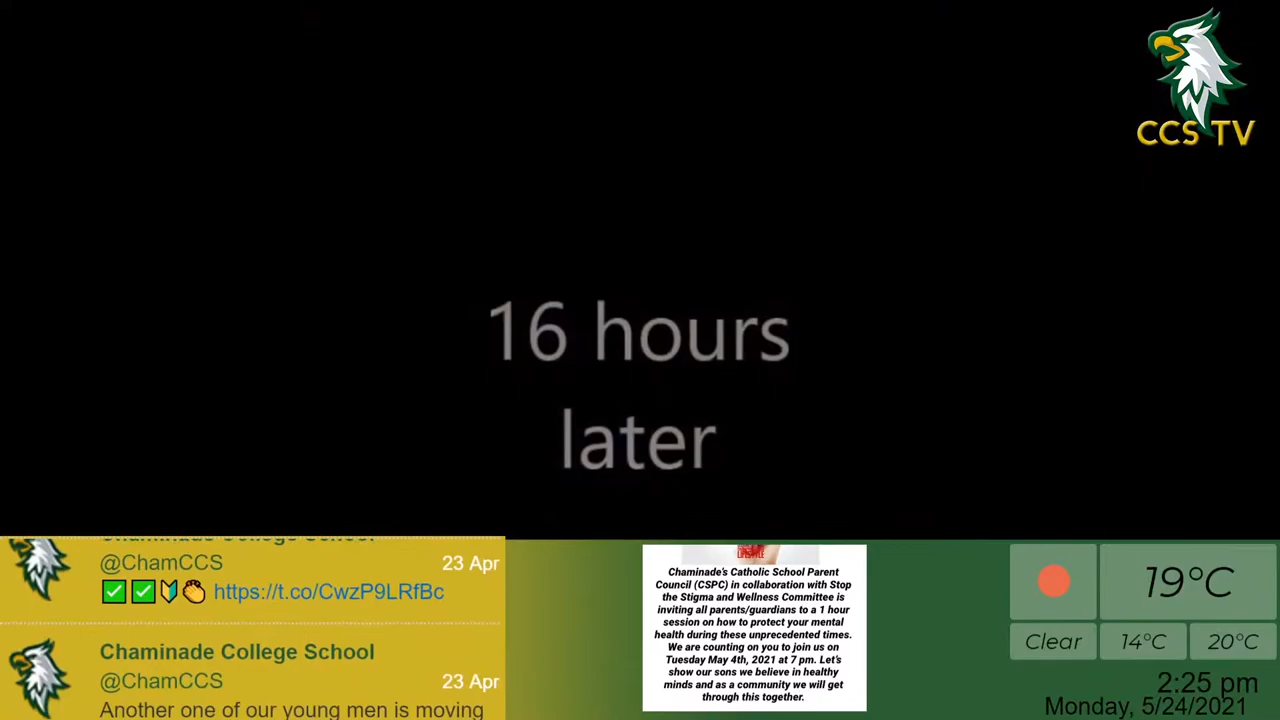 CCS TV
16 hours
later
Chaminade College School
@ChamCCS
23 Apr
https://t.co/CwzP9LRfBc
Chaminade College School
@ChamCCS
23 Apr
Another one of our young men is moving
LIFESTYLE
Chaminade's Catholic School Parent
Council (CSPC) in collaboration with Stop
the Stigma and Wellness Committee is
inviting all parents/guardians to a 1 hour
session on how to protect your mental
health during these unprecedented times.
We are counting on you to join us on
Tuesday May 4th, 2021 at 7 pm. Let's
show our sons we believe in healthy
minds and as a community we will get
through this together.
19°C
Clear
14°C
20°C
2:25 pm
Monday, 5/24/2021